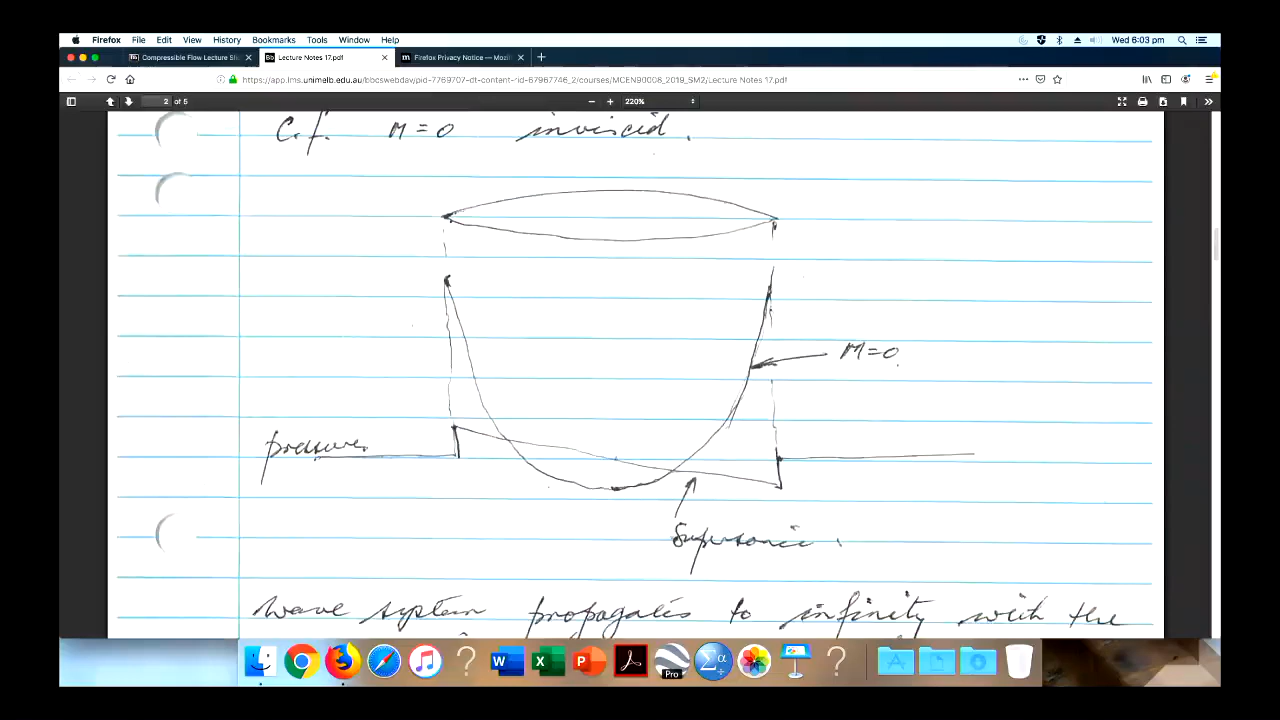 Firefox File Edit View History Bookmarks Tools Window Help Wed 6:03 pm
Compressible Flow Lecture Sli Lecture Notes 17.pdf Firefox Privacy Notice — Mozil
https://app.lms.unimelb.edu.au/bbcswebdav/pid-7769707-dt-content-rid-67967746_2/courses/MCEN90008_2019_SM2/Lecture Notes 17.pdf
2 of 5 220%
C.f. M=0 inviscid.
M=0
pressure
Supersonic.
Wave system propagates to infinity with the
W X P Pro Σα